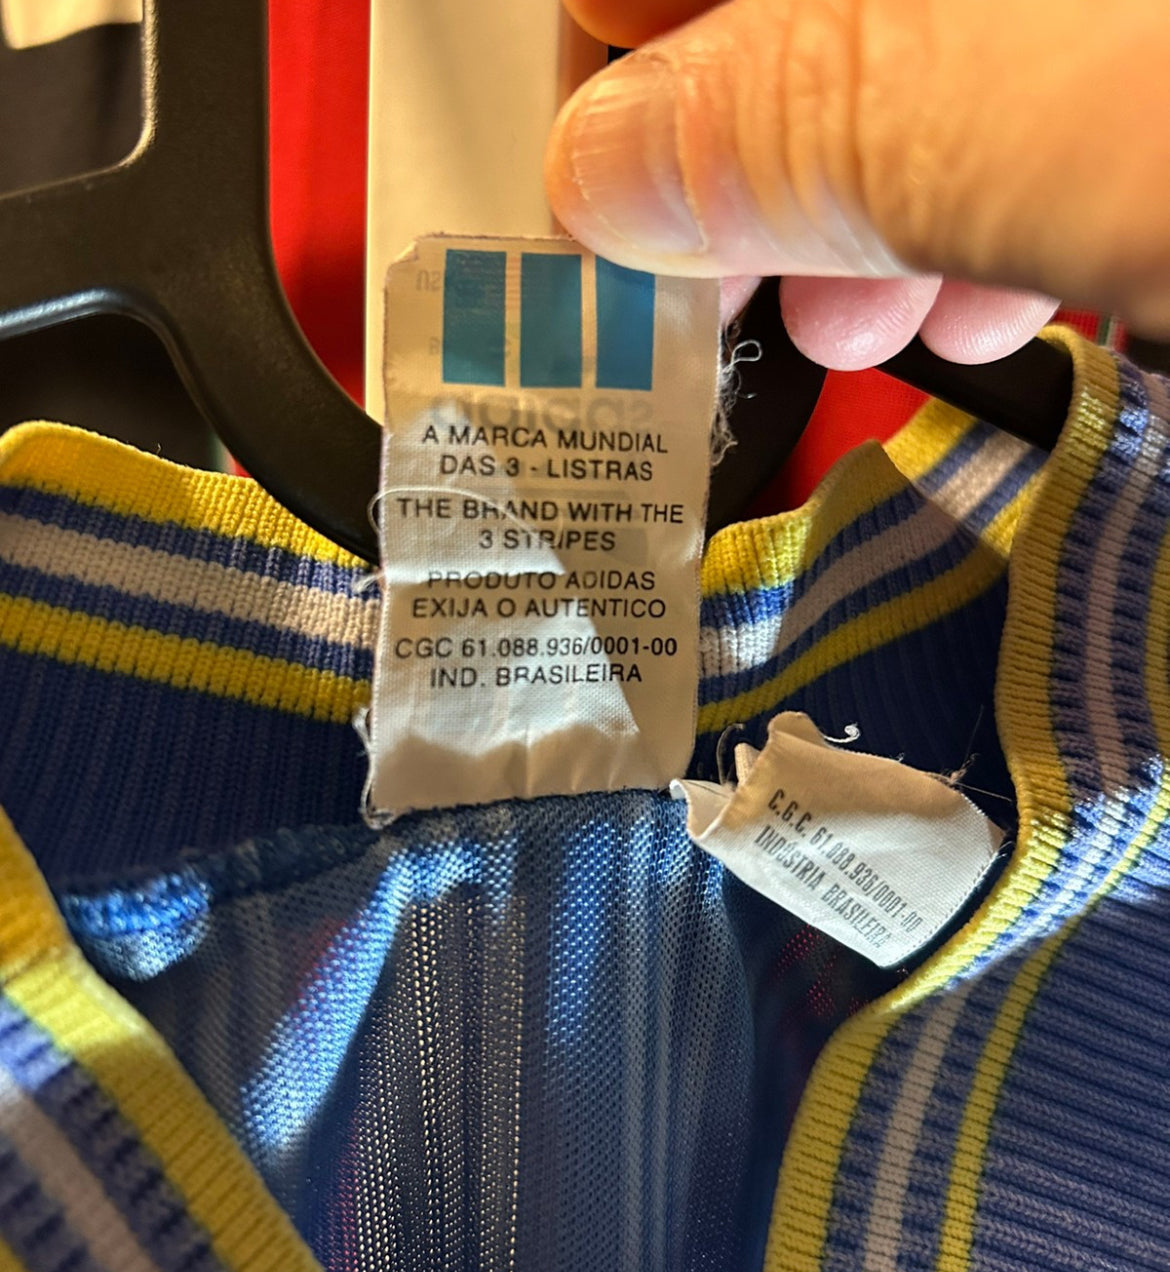 A MARCA MUNDIAL
DAS 3 - LISTRAS
THE BRAND WITH THE
3 STRIPES
PRODUTO ADIDAS
EXIJA O AUTENTICO
CGC 61.088.936/0001-00
IND. BRASILEIRA
C.G.C. 61.088.936/0001-00
INDÚSTRIA BRASILEIRA